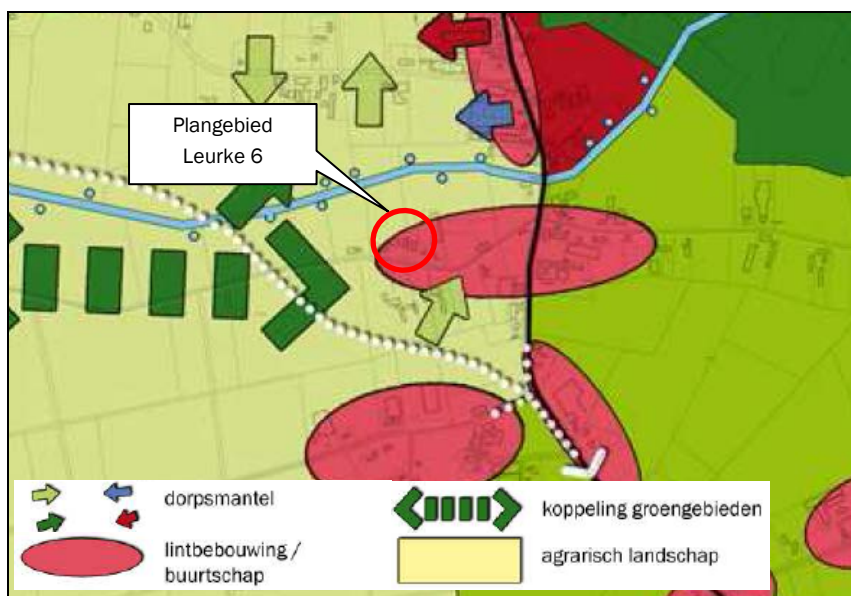 Plangebied
Leurke 6
dorpsmantel
koppeling groengebieden
lintbebouwing /
buurtschap
agrarisch landschap